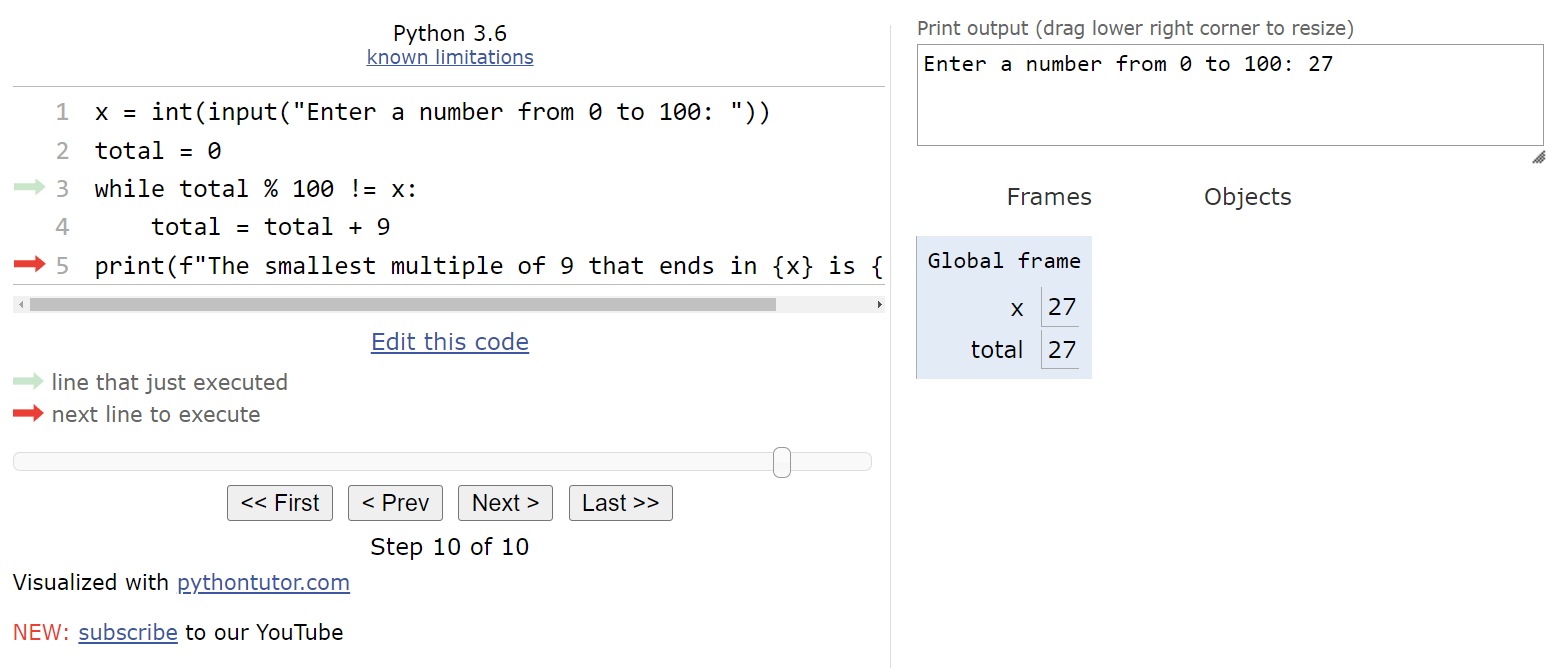 Python 3.6
known limitations
1 x = int(input("Enter a number from 0 to 100: "))
2 total = 0
3 while total % 100 != x:
4     total = total + 9
5 print(f"The smallest multiple of 9 that ends in {x} is {
Edit this code
line that just executed
next line to execute
<< First < Prev Next > Last >>
Step 10 of 10
Visualized with pythontutor.com
NEW: subscribe to our YouTube
Print output (drag lower right corner to resize)
Enter a number from 0 to 100: 27
Frames Objects
Global frame
x 27
total 27